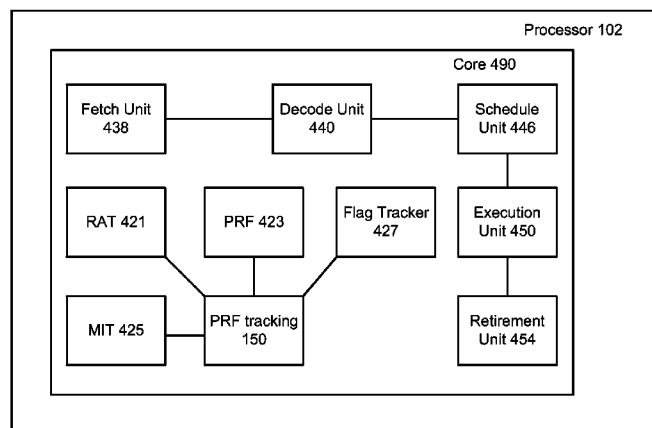 Processor 102
Core 490
Fetch Unit
438
Decode Unit
440
Schedule
Unit 446
RAT 421
PRF 423
Flag Tracker
427
Execution
Unit 450
MIT 425
PRF tracking
150
Retirement
Unit 454